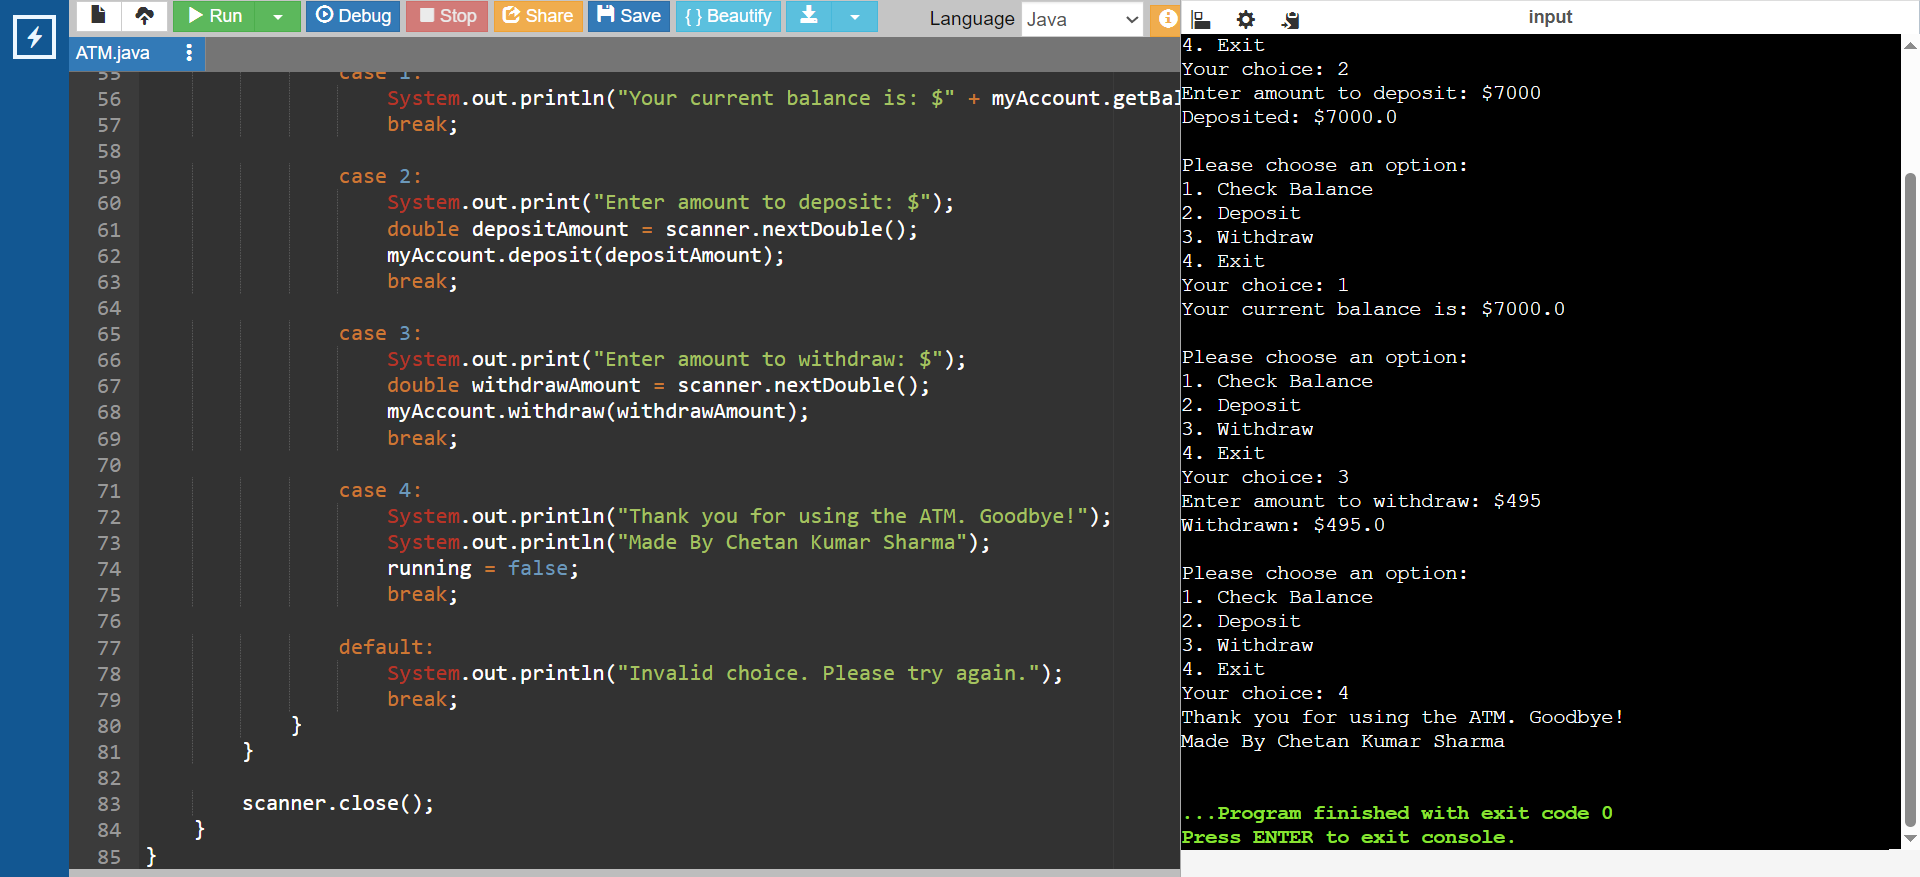 Run
Debug
Stop
Share
Save
{ } Beautify
Language
Java
input
ATM.java
55 case 1:
56 System.out.println("Your current balance is: $" + myAccount.getBal
57 break;
58
59 case 2:
60 System.out.print("Enter amount to deposit: $");
61 double depositAmount = scanner.nextDouble();
62 myAccount.deposit(depositAmount);
63 break;
64
65 case 3:
66 System.out.print("Enter amount to withdraw: $");
67 double withdrawAmount = scanner.nextDouble();
68 myAccount.withdraw(withdrawAmount);
69 break;
70
71 case 4:
72 System.out.println("Thank you for using the ATM. Goodbye!");
73 System.out.println("Made By Chetan Kumar Sharma");
74 running = false;
75 break;
76
77 default:
78 System.out.println("Invalid choice. Please try again.");
79 break;
80 }
81 }
82
83 scanner.close();
84 }
85 }
4. Exit
Your choice: 2
Enter amount to deposit: $7000
Deposited: $7000.0
Please choose an option:
1. Check Balance
2. Deposit
3. Withdraw
4. Exit
Your choice: 1
Your current balance is: $7000.0
Please choose an option:
1. Check Balance
2. Deposit
3. Withdraw
4. Exit
Your choice: 3
Enter amount to withdraw: $495
Withdrawn: $495.0
Please choose an option:
1. Check Balance
2. Deposit
3. Withdraw
4. Exit
Your choice: 4
Thank you for using the ATM. Goodbye!
Made By Chetan Kumar Sharma
...Program finished with exit code 0
Press ENTER to exit console.